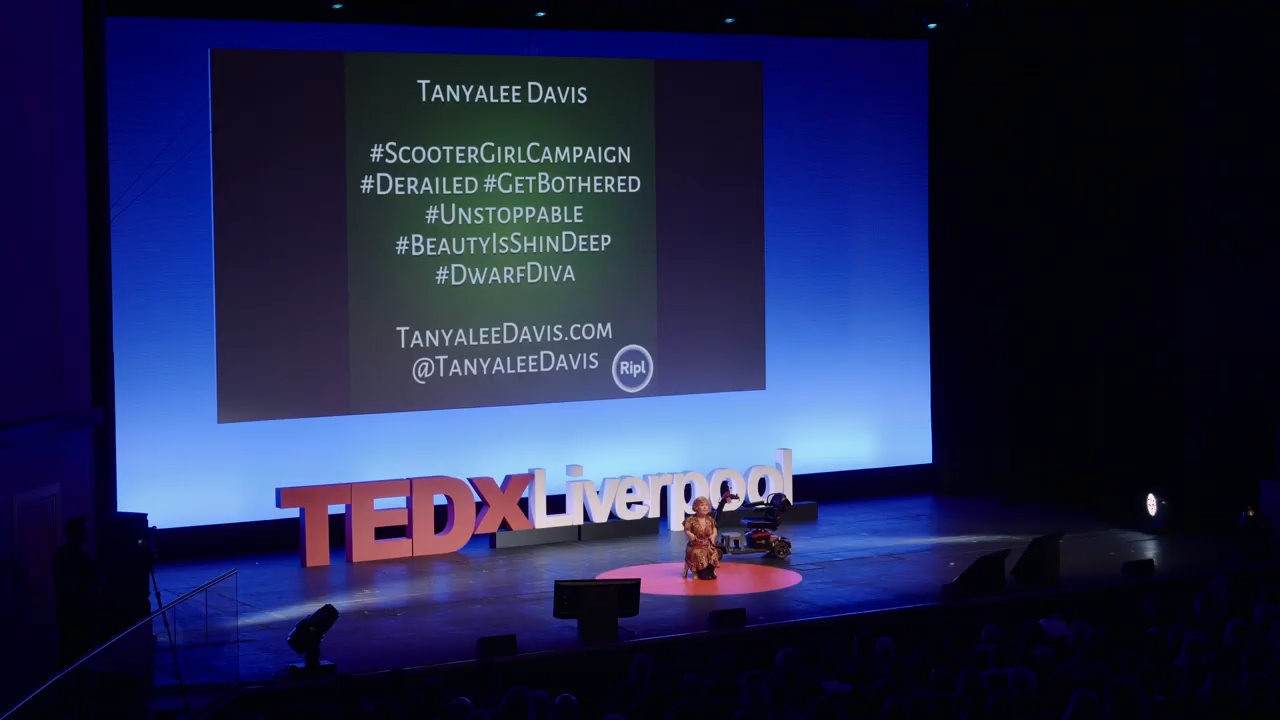 Tanyalee Davis
#ScooterGirlCampaign
#Derailed #GetBothered
#Unstoppable
#BeautyIsShinDeep
#DwarfDiva
TanyaleeDavis.com
@TanyaleeDavis
Ripl
TEDxLiverpool